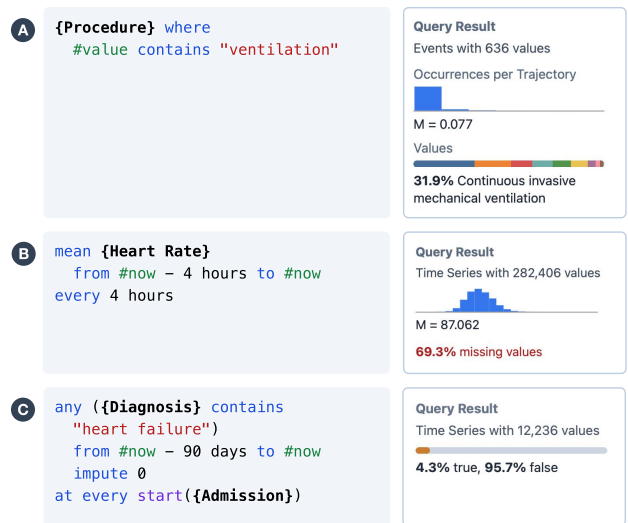 A
{Procedure} where
#value contains "ventilation"
Query Result
Events with 636 values
Occurrences per Trajectory
M = 0.077
Values
31.9% Continuous invasive
mechanical ventilation
B
mean {Heart Rate}
from #now – 4 hours to #now
every 4 hours
Query Result
Time Series with 282,406 values
M = 87.062
69.3% missing values
C
any ({Diagnosis} contains
"heart failure")
from #now – 90 days to #now
impute 0
at every start({Admission})
Query Result
Time Series with 12,236 values
4.3% true, 95.7% false